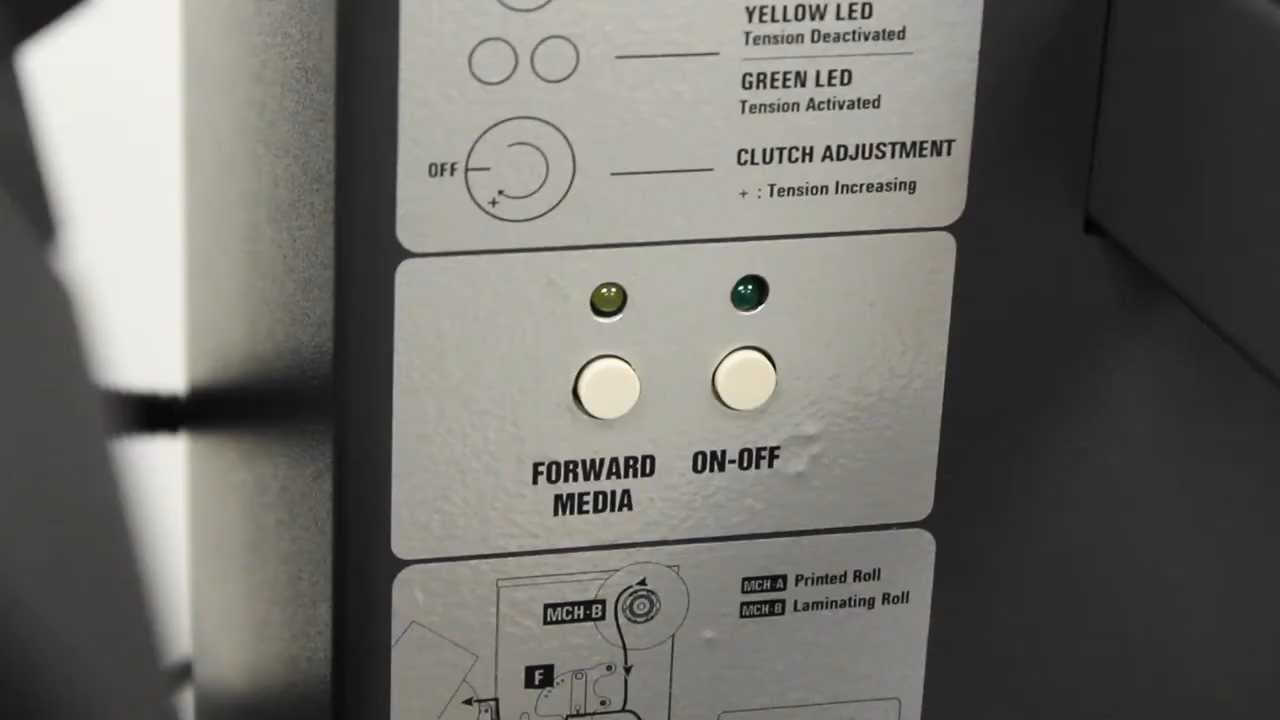 YELLOW LED
Tension Deactivated
GREEN LED
Tension Activated
OFF
+
CLUTCH ADJUSTMENT
+ : Tension Increasing
FORWARD
MEDIA
ON-OFF
MCH-B
MCH-A Printed Roll
MCH-B Laminating Roll
F